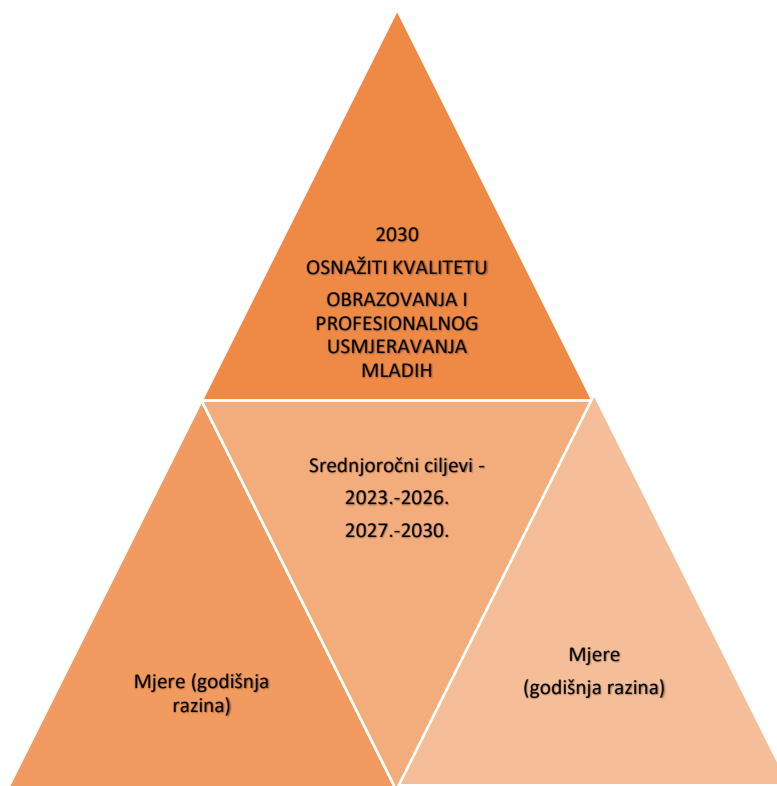 2030
OSNAŽITI KVALITETU
OBRAZOVANJA I
PROFESIONALNOG
USMJERAVANJA
MLADIH
Srednjoročni ciljevi -
2023.-2026.
2027.-2030.
Mjere (godišnja
razina)
Mjere
(godišnja razina)